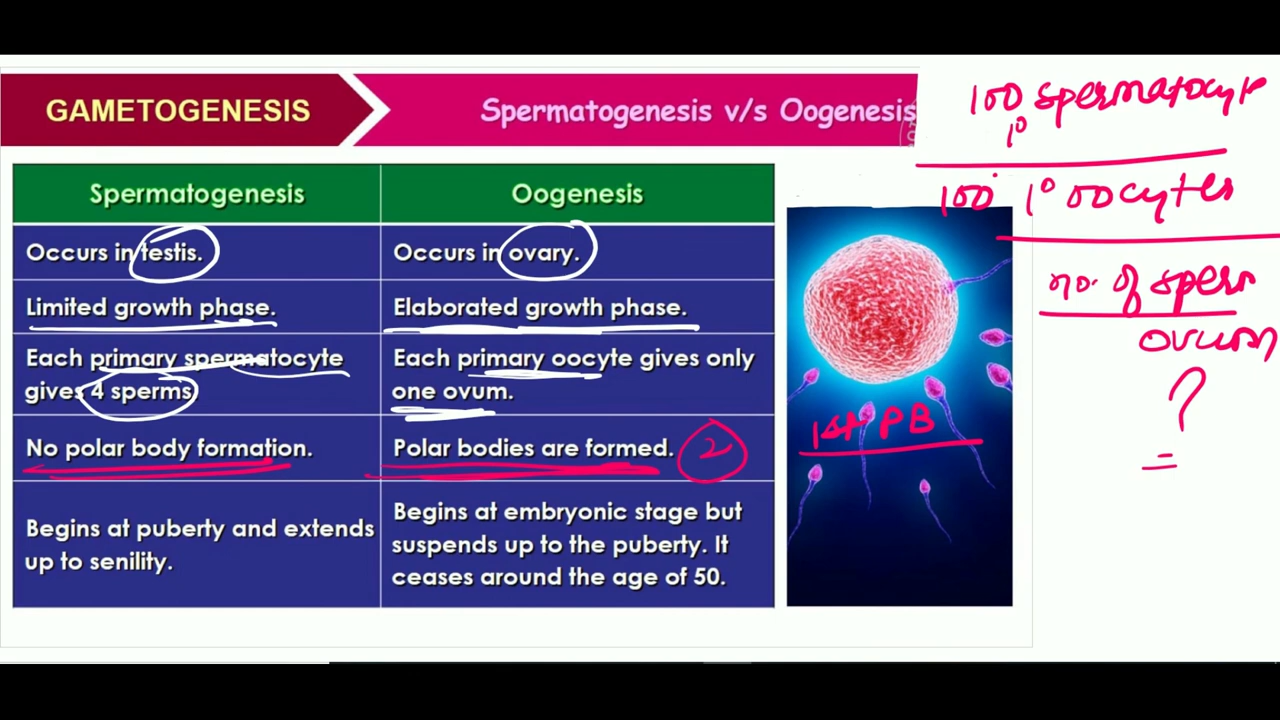 GAMETOGENESIS
Spermatogenesis v/s Oogenesis
Spermatogenesis
Oogenesis
Occurs in testis.
Occurs in ovary.
Limited growth phase.
Elaborated growth phase.
Each primary spermatocyte
gives 4 sperms
Each primary oocyte gives only
one ovum.
No polar body formation.
Polar bodies are formed.
2
Begins at puberty and extends
up to senility.
Begins at embryonic stage but
suspends up to the puberty. It
ceases around the age of 50.
1st PB
100 spermatocyte
1°
100 1° oocytes
no. of sperm
ovum
?
=